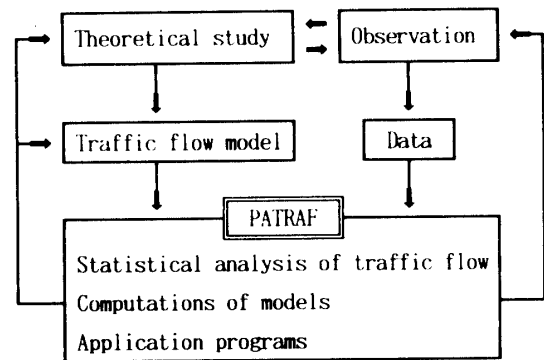 Theoretical study
Observation
Traffic flow model
Data
PATRAF
Statistical analysis of traffic flow
Computations of models
Application programs